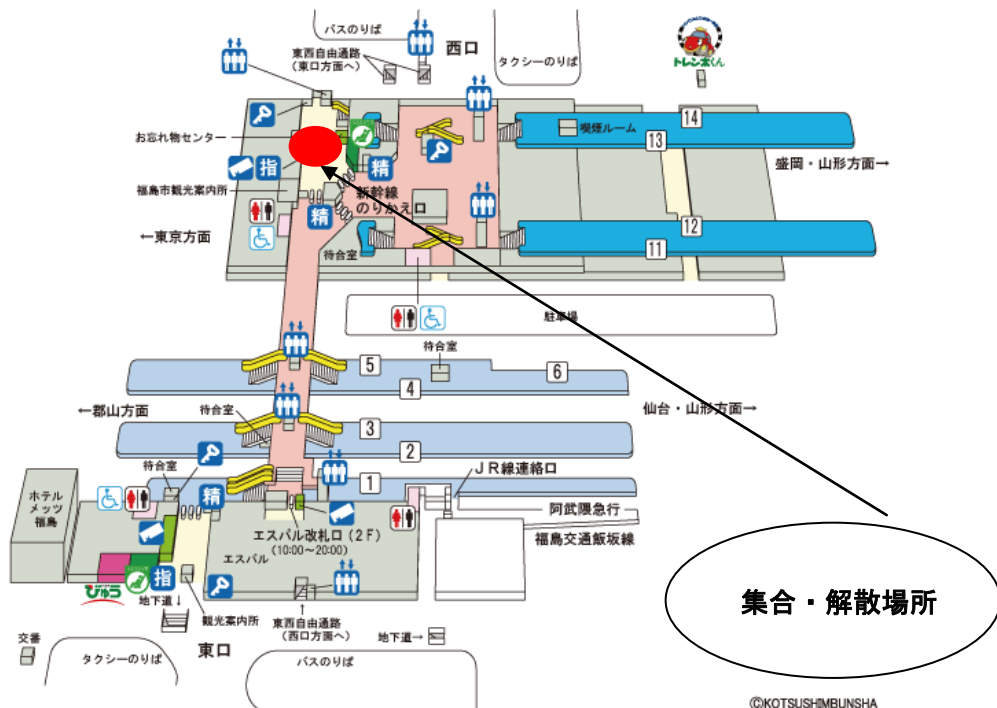 バスのりば
西口
東西自由通路
(東口方面へ)
タクシーのりば
トレン太くん
お忘れ物センター
喫煙ルーム
14
13
指
精
盛岡・山形方面→
福島市観光案内所
新幹線
のりかえ口
精
←東京方面
待合室
12
11
駐車場
待合室
5
6
4
←郡山方面
待合室
仙台・山形方面→
3
2
待合室
JR線連絡口
1
ホテル
メッツ
福島
精
阿武隈急行
エスパル改札口(2F)
(10:00~20:00)
福島交通飯坂線
エスパル
びゅう
指
地下道↓
観光案内所
東西自由通路
(西口方面へ)
地下道→
交番
東口
タクシーのりば
バスのりば
集合・解散場所
©KOTSUSHIMBUNSHA